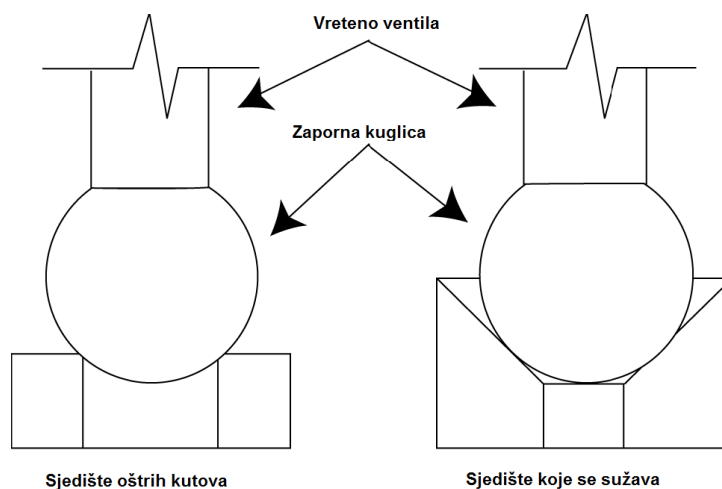 Vreteno ventila
Zaporna kuglica
Sjedište oštrih kutova
Sjedište koje se sužava